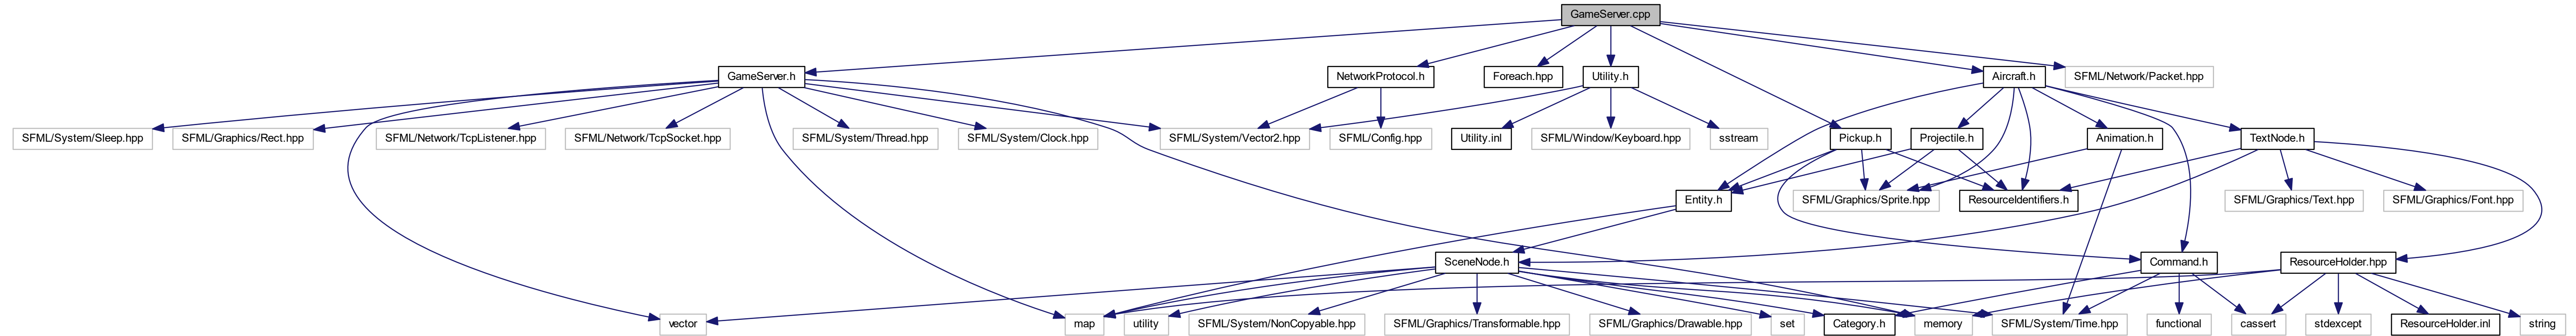 GameServer.cpp
GameServer.h
NetworkProtocol.h
Foreach.hpp
Utility.h
Aircraft.h
SFML/Network/Packet.hpp
SFML/System/Sleep.hpp
SFML/Graphics/Rect.hpp
SFML/Network/TcpListener.hpp
SFML/Network/TcpSocket.hpp
SFML/System/Thread.hpp
SFML/System/Clock.hpp
SFML/System/Vector2.hpp
SFML/Config.hpp
Utility.inl
SFML/Window/Keyboard.hpp
sstream
Pickup.h
Projectile.h
Animation.h
TextNode.h
Entity.h
SFML/Graphics/Sprite.hpp
ResourceIdentifiers.h
SFML/Graphics/Text.hpp
SFML/Graphics/Font.hpp
SceneNode.h
Command.h
ResourceHolder.hpp
vector
map
utility
SFML/System/NonCopyable.hpp
SFML/Graphics/Transformable.hpp
SFML/Graphics/Drawable.hpp
set
Category.h
memory
SFML/System/Time.hpp
functional
cassert
stdexcept
ResourceHolder.inl
string